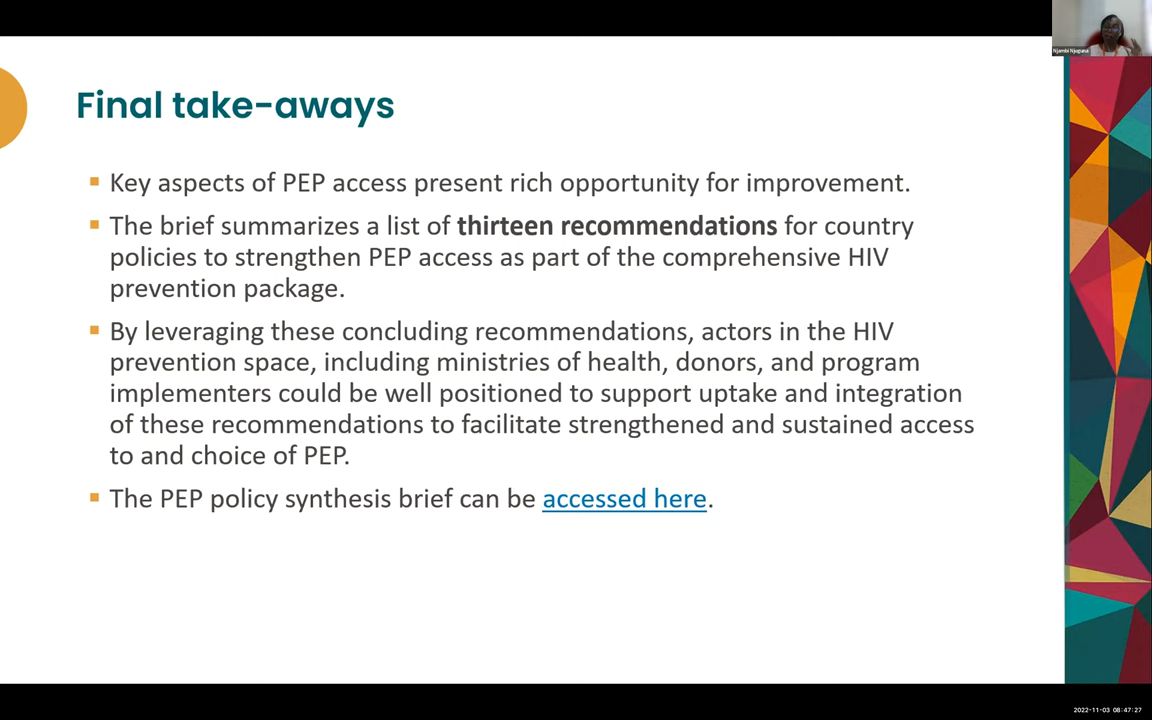 Njambi Njuguna
Final take-aways
Key aspects of PEP access present rich opportunity for improvement.
The brief summarizes a list of thirteen recommendations for country
policies to strengthen PEP access as part of the comprehensive HIV
prevention package.
By leveraging these concluding recommendations, actors in the HIV
prevention space, including ministries of health, donors, and program
implementers could be well positioned to support uptake and integration
of these recommendations to facilitate strengthened and sustained access
to and choice of PEP.
The PEP policy synthesis brief can be accessed here.
2022-11-03 08:47:27